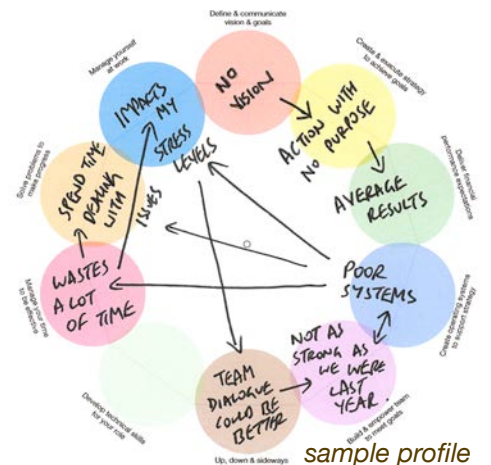 Define & communicate
vision & goals
Create & execute strategy
to achieve goals
Deliver financial
performance expectations
Create operating systems
to support strategy
Build & empower team
to meet goals
Up, down & sideways
Develop technical skills
for your role
Manage your time
to be effective
Solve problems to
make progress
Manage yourself
at work
NO
VISION
ACTION WITH
NO PURPOSE
AVERAGE
RESULTS
POOR
SYSTEMS
NOT AS
STRONG AS
WE WERE
LAST
YEAR.
TEAM
DIALOGUE
COULD BE
BETTER
WASTES
A LOT
OF TIME
SPEND TIME
DEALING
WITH
ISSUES
IMPACTS
MY
STRESS
LEVELS
sample profile